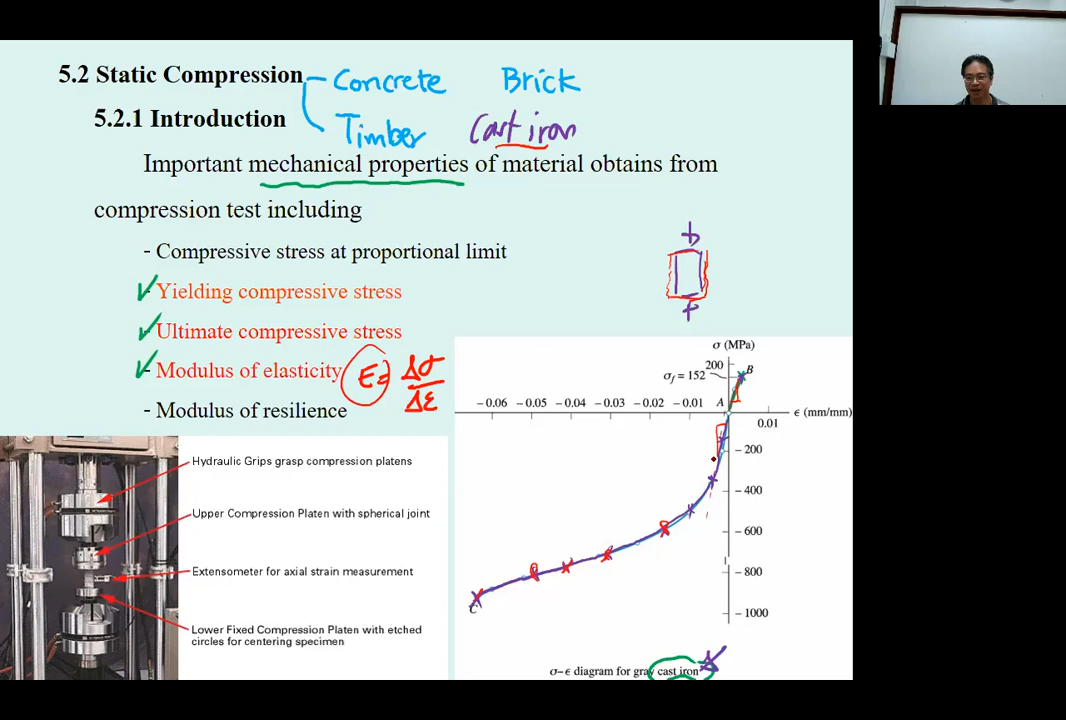 5.2 Static Compression Concrete Brick
5.2.1 Introduction Timber Cast iron
Important mechanical properties of material obtains from
compression test including
- Compressive stress at proportional limit
- Yielding compressive stress
- Ultimate compressive stress
- Modulus of elasticity E = Δσ/Δε
- Modulus of resilience
Hydraulic Grips grasp compression platens
Upper Compression Platen with spherical joint
Extensometer for axial strain measurement
Lower Fixed Compression Platen with etched
circles for centering specimen
σ (MPa)
200 B
σf = 152
A
- 0.06 - 0.05 - 0.04 - 0.03 - 0.02 - 0.01
ϵ (mm/mm)
0.01
- 200
- 400
- 600
- 800
- 1000
C
σ–ϵ diagram for gray cast iron